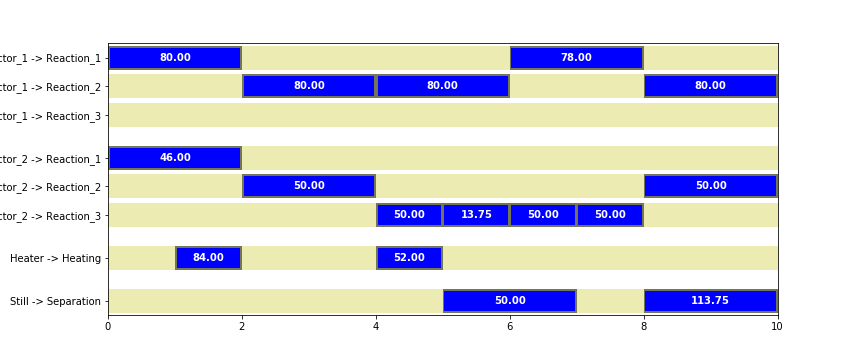 ctor_1 -> Reaction_1 80.00 78.00
ctor_1 -> Reaction_2 80.00 80.00 80.00
ctor_1 -> Reaction_3
ctor_2 -> Reaction_1 46.00
ctor_2 -> Reaction_2 50.00 50.00
ctor_2 -> Reaction_3 50.00 13.75 50.00 50.00
Heater -> Heating 84.00 52.00
Still -> Separation 50.00 113.75
0 2 4 6 8 10